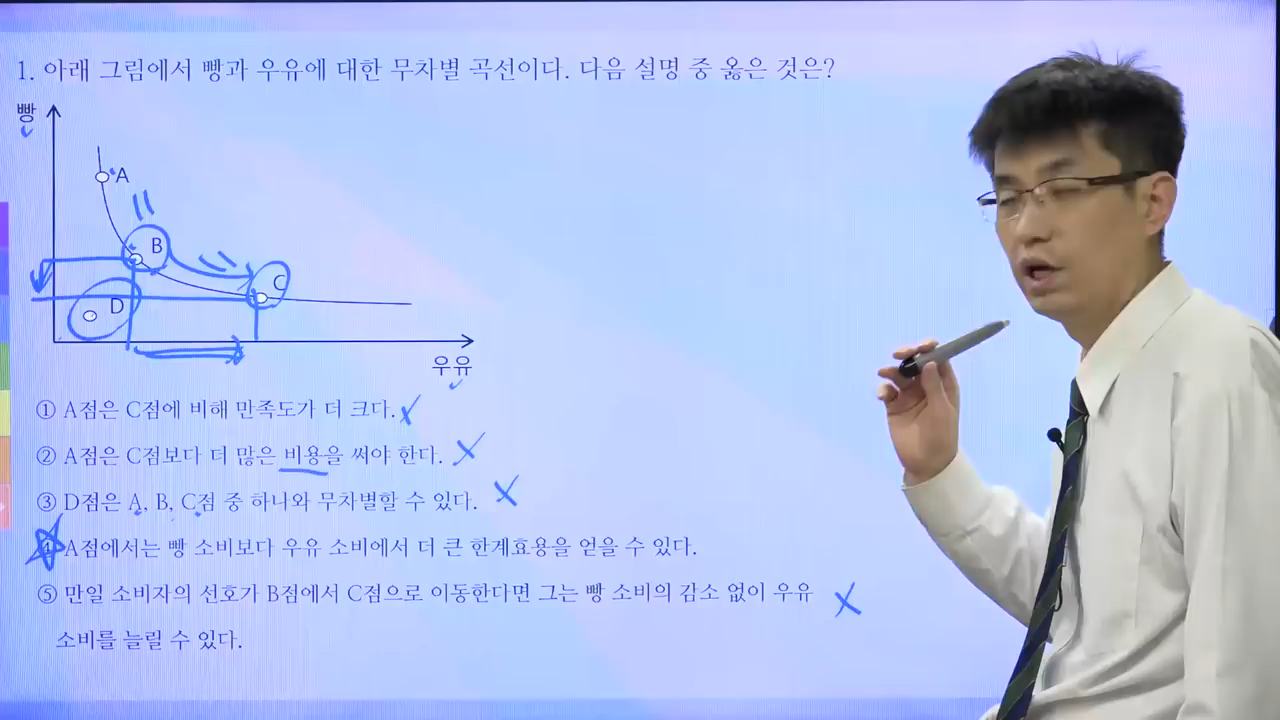 1. 아래 그림에서 빵과 우유에 대한 무차별 곡선이다. 다음 설명 중 옳은 것은?
빵
A
B
C
D
우유
① A점은 C점에 비해 만족도가 더 크다.
② A점은 C점보다 더 많은 비용을 써야 한다.
③ D점은 A, B, C점 중 하나와 무차별할 수 있다.
④ A점에서는 빵 소비보다 우유 소비에서 더 큰 한계효용을 얻을 수 있다.
⑤ 만일 소비자의 선호가 B점에서 C점으로 이동한다면 그는 빵 소비의 감소 없이 우유
소비를 늘릴 수 있다.